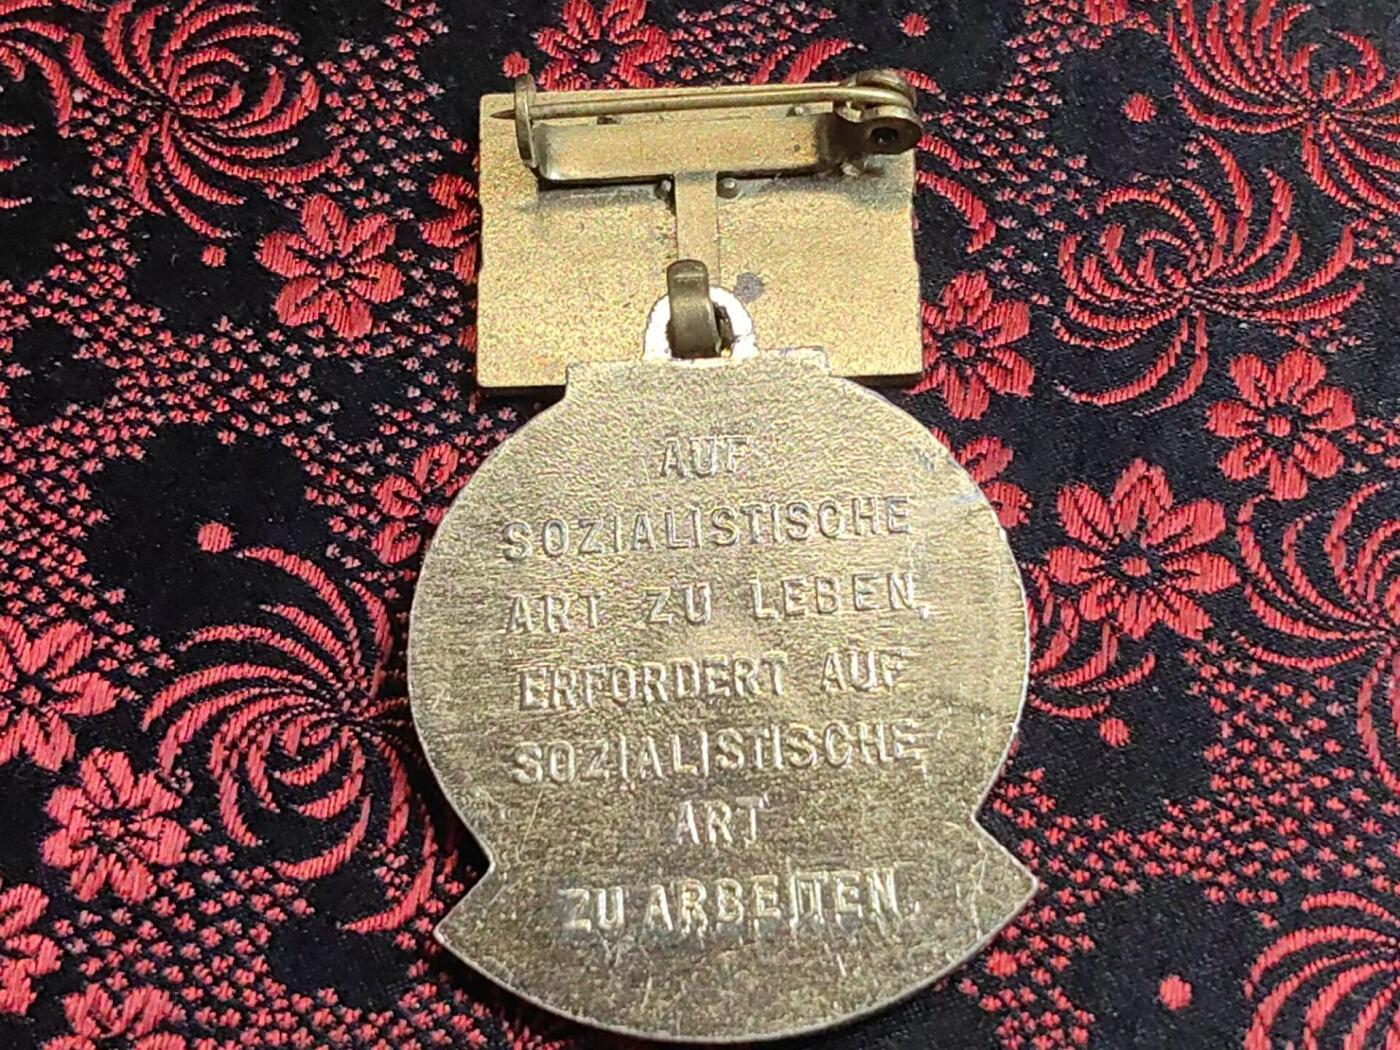 AUF
SOZIALISTISCHE
ART ZU LEBEN,
ERFORDERT AUF
SOZIALISTISCHE
ART
ZU ARBEITEN.